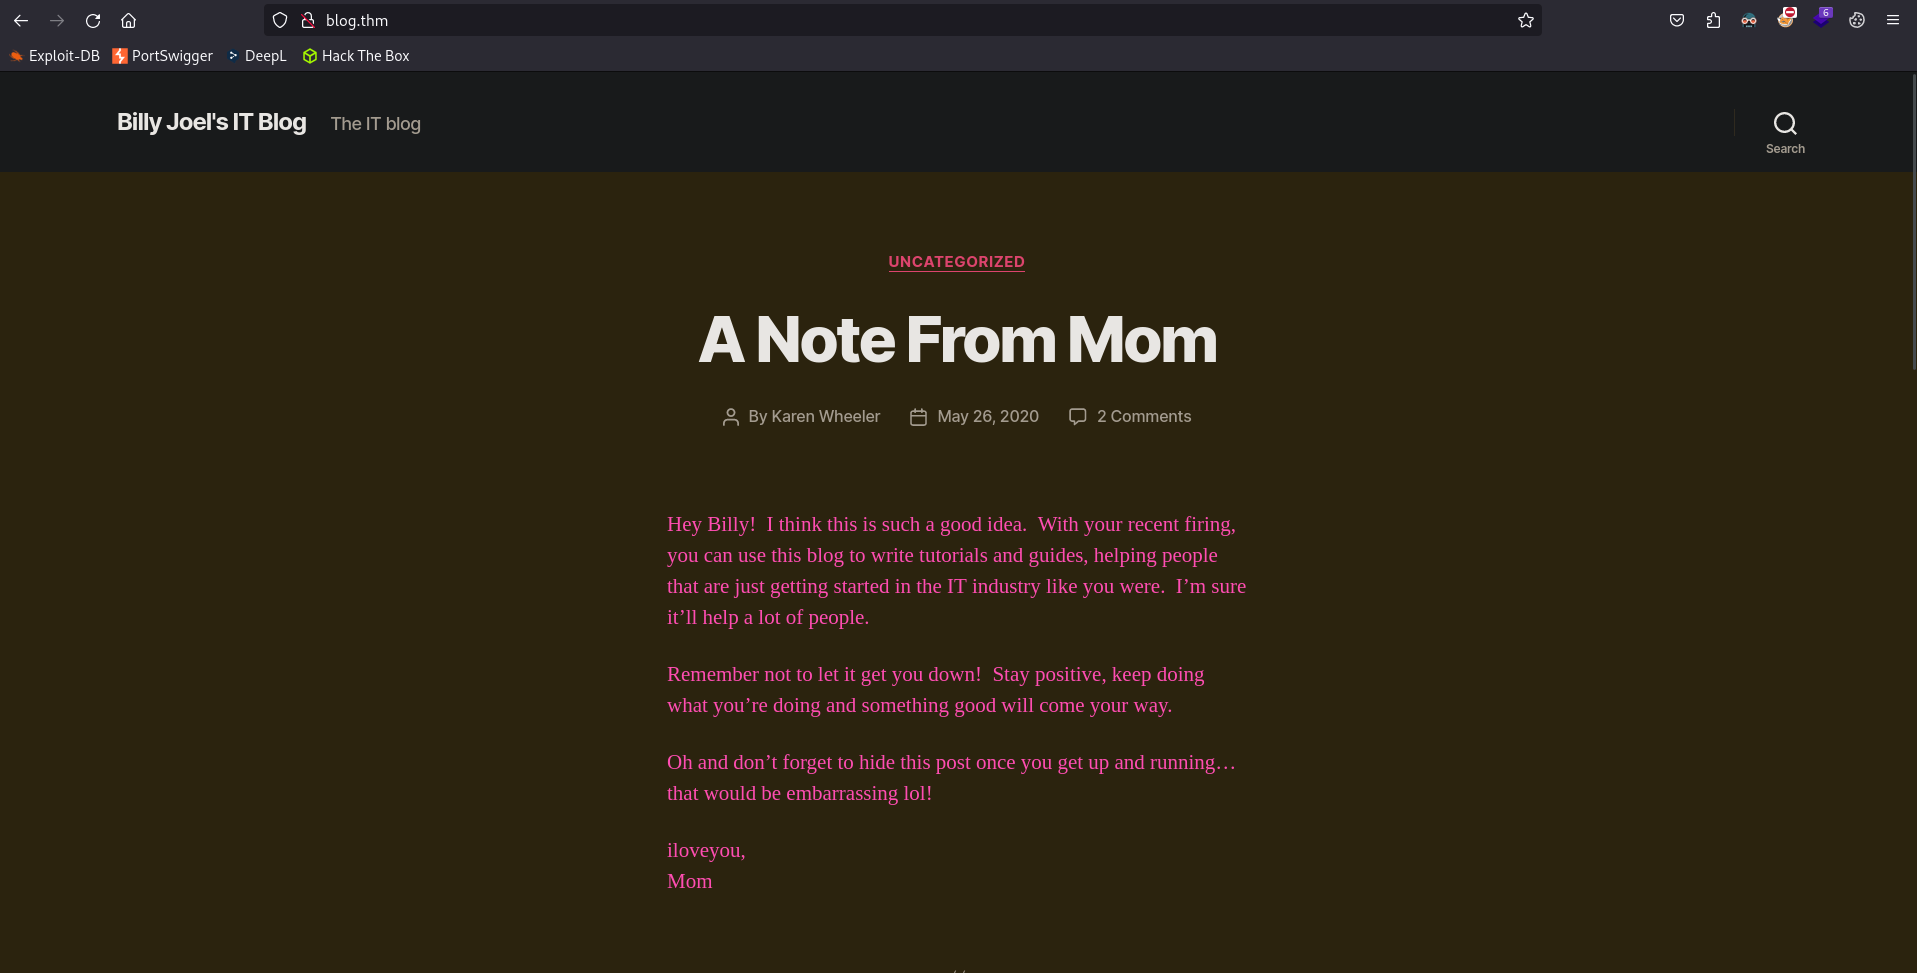 blog.thm
6
Exploit-DB PortSwigger DeepL Hack The Box
Billy Joel's IT Blog The IT blog
Search
UNCATEGORIZED
A Note From Mom
By Karen Wheeler May 26, 2020 2 Comments
Hey Billy!  I think this is such a good idea.  With your recent firing,
you can use this blog to write tutorials and guides, helping people
that are just getting started in the IT industry like you were.  I’m sure
it’ll help a lot of people.
Remember not to let it get you down!  Stay positive, keep doing
what you’re doing and something good will come your way.
Oh and don’t forget to hide this post once you get up and running…
that would be embarrassing lol!
iloveyou,
Mom